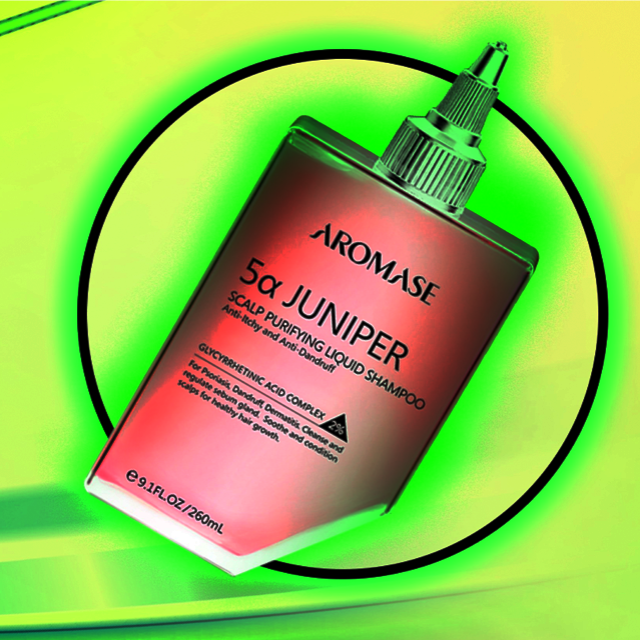 AROMASE
5α JUNIPER
SCALP PURIFYING LIQUID SHAMPOO
Anti-Itchy and Anti-Dandruff
GLYCYRRHETINIC ACID COMPLEX 2%
For Psoriasis, Dandruff, Dermatitis. Cleanse and
regulate sebum gland. Soothe and condition
scalps for healthy hair growth.
℮ 9.1FL.OZ/260mL